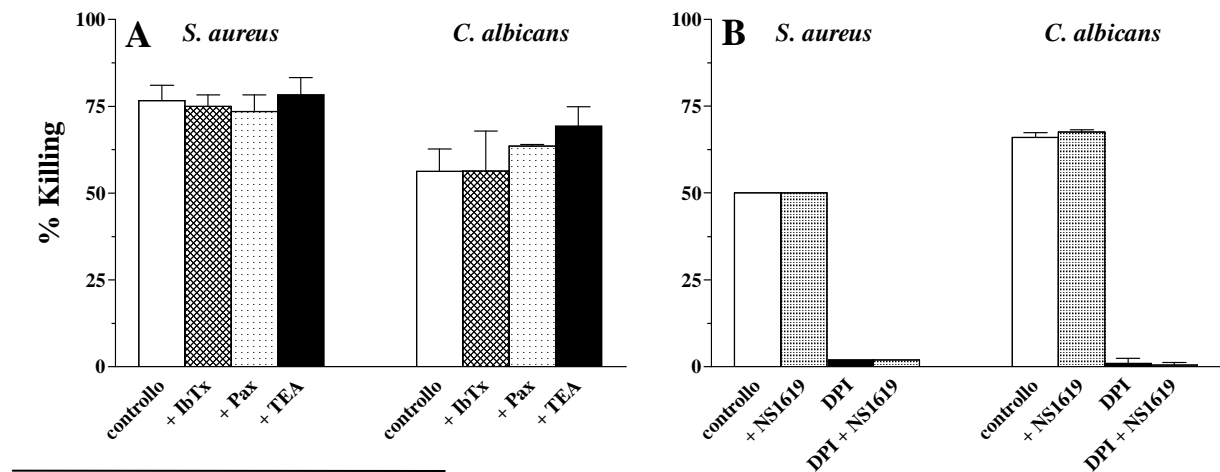 A
S. aureus
C. albicans
% Killing
100
75
50
25
0
controllo
+ IbTx
+ Pax
+ TEA
controllo
+ IbTx
+ Pax
+ TEA
B
S. aureus
C. albicans
100
75
50
25
0
controllo
+ NS1619
DPI
DPI + NS1619
controllo
+ NS1619
DPI
DPI + NS1619